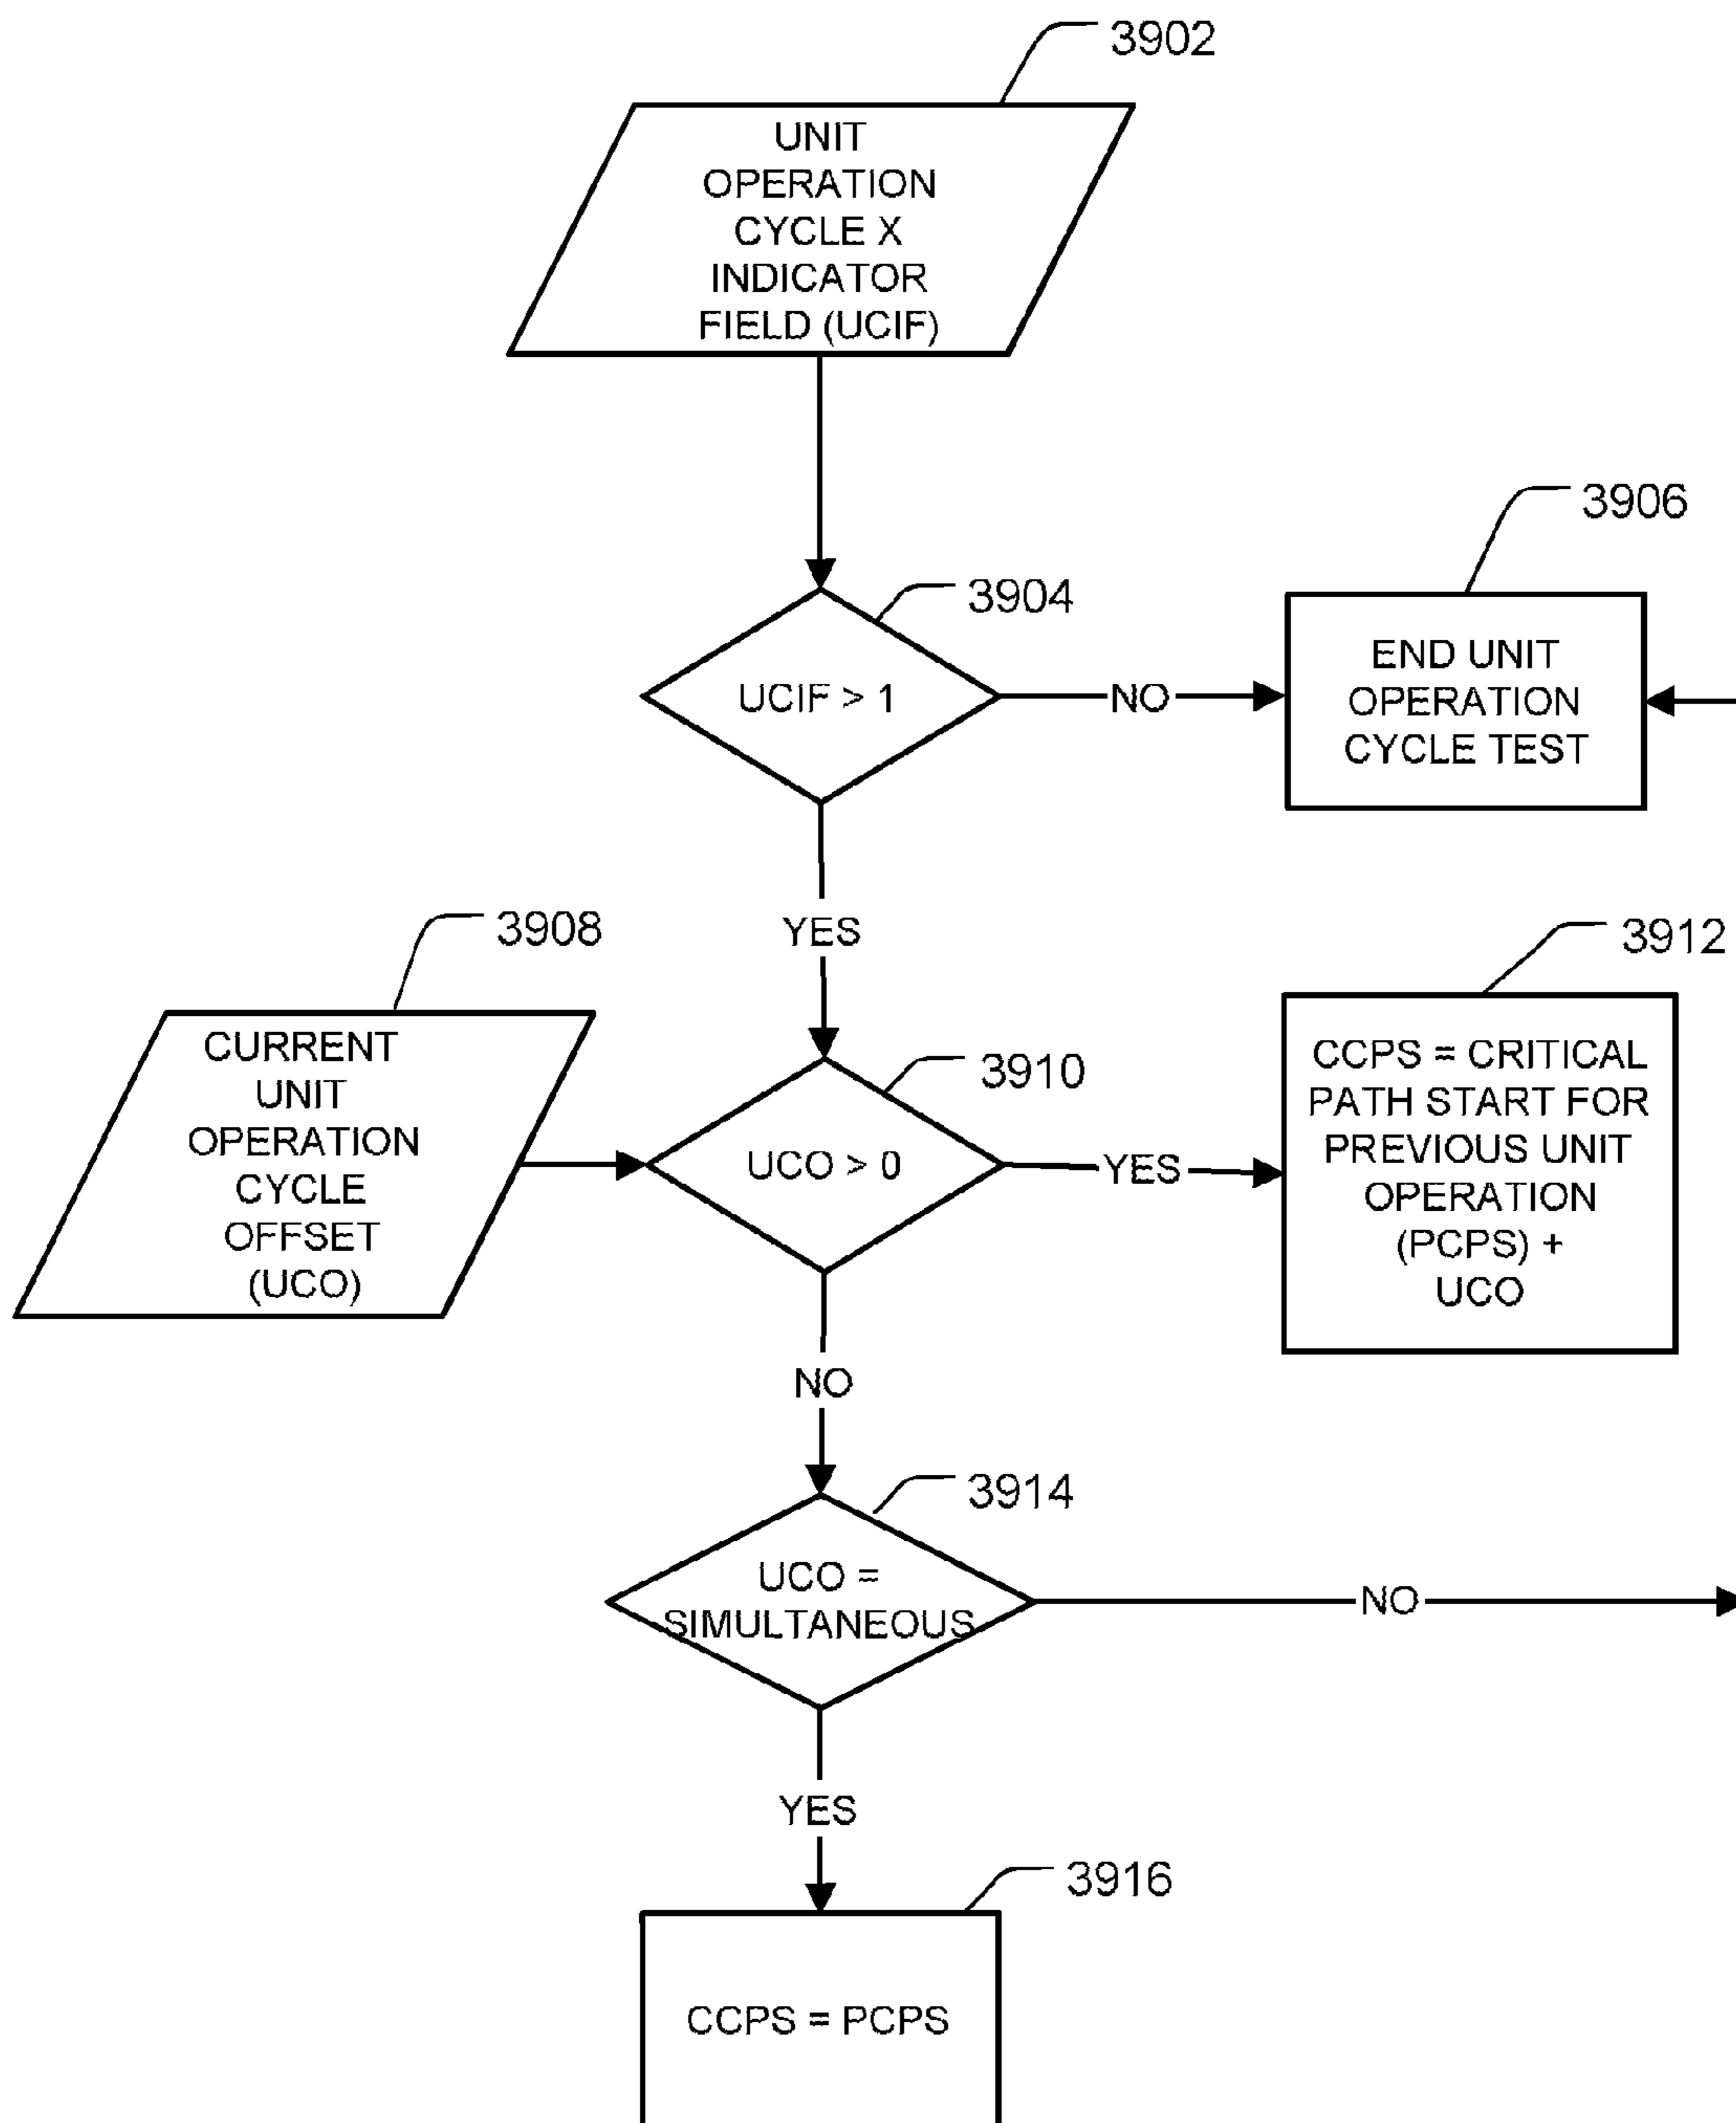 3902
UNIT
OPERATION
CYCLE X
INDICATOR
FIELD (UCIF)
3906
3904
UCIF > 1
NO
END UNIT
OPERATION
CYCLE TEST
YES
3908
3912
CURRENT
UNIT
OPERATION
CYCLE
OFFSET
(UCO)
3910
UCO > 0
YES
CCPS = CRITICAL
PATH START FOR
PREVIOUS UNIT
OPERATION
(PCPS) +
UCO
NO
3914
UCO =
SIMULTANEOUS
NO
YES
3916
CCPS = PCPS